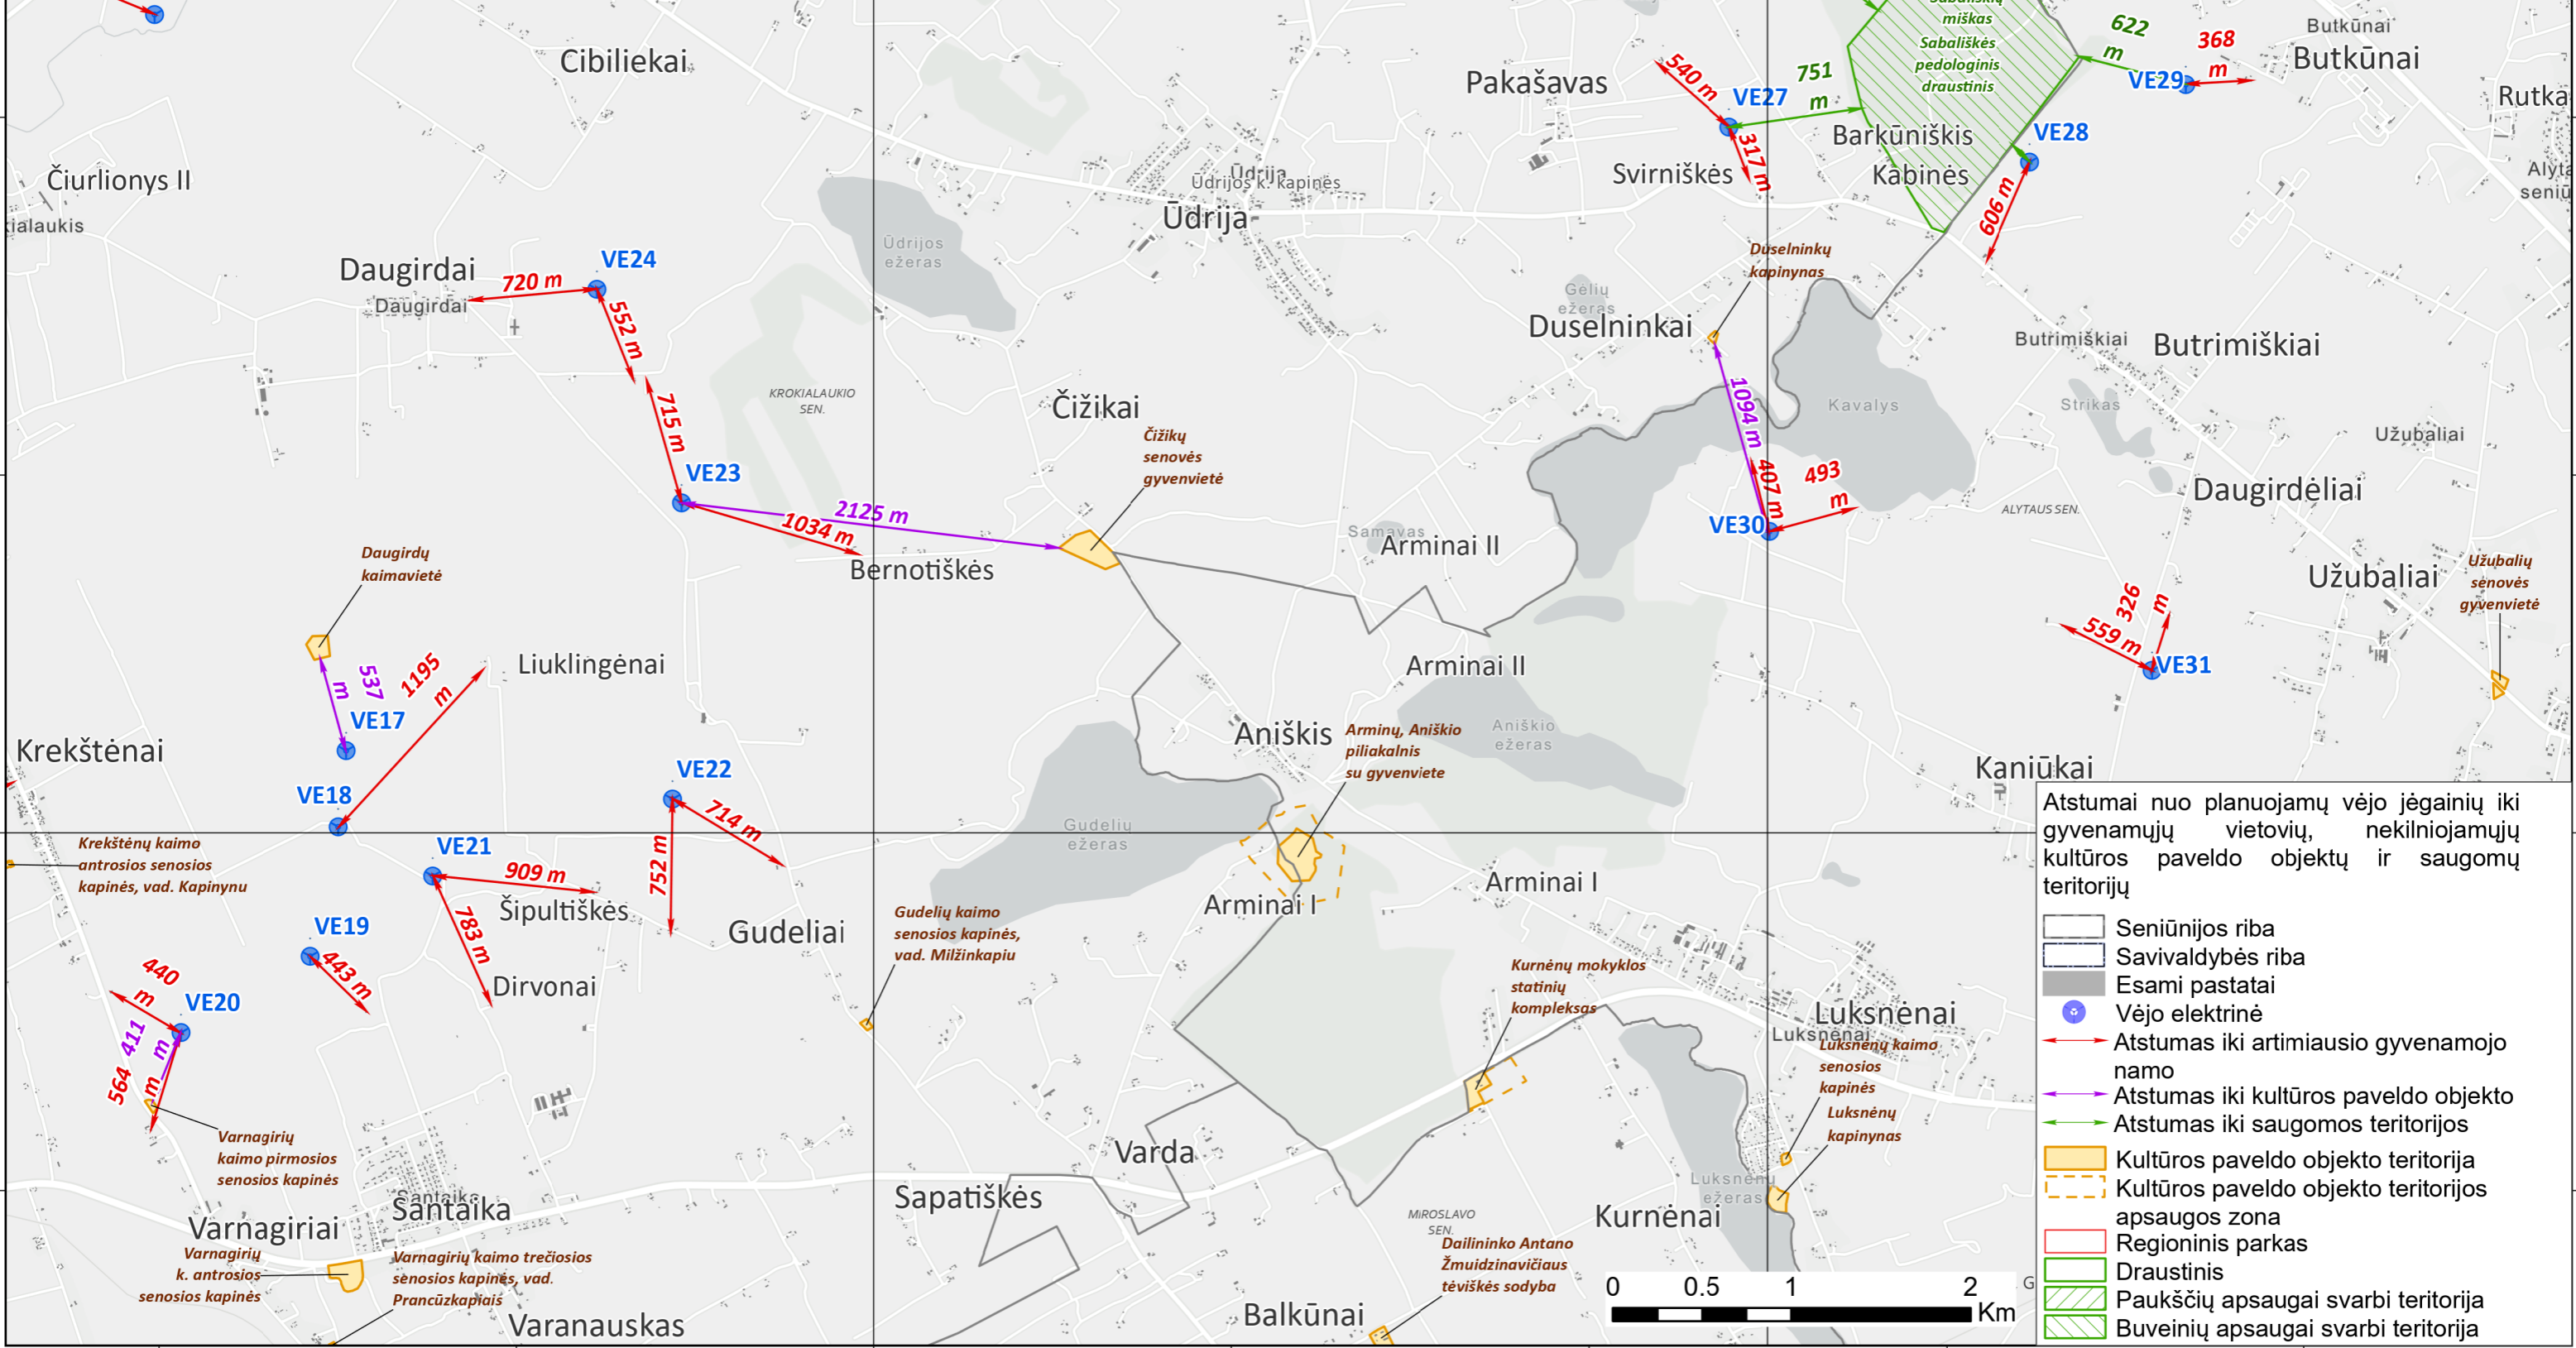 Sabališkių
miškas
Sabališkės
pedologinis
draustinis
622
m
368
m
Butkūnai
Butkūnai
VE29
Rutka
Cibiliekai
Pakašavas
540 m
VE27
751
m
317 m
Barkūniškis
Kabinės
VE28
606 m
Svirniškės
Alyta
seniū
Čiurlionys II
kialaukis
Ūdrija
Ūdrijos k. kapinės
Ūdrija
Ūdrijos
ežeras
Daugirdai
Daugirdai
720 m
VE24
552 m
Duselninkų
kapinynas
Gėlių
ežeras
Duselninkai
Butrimiškiai
Butrimiškiai
KROKIALAUKIO
SEN.
715 m
Čižikai
1094 m
Kavalys
Strikas
Užubaliai
Čižikų
senovės
gyvenvietė
VE23
2125 m
1034 m
407 m
493
m
VE30
Daugirdėliai
ALYTAUS SEN.
Samavas
Arminai II
Bernotiškės
Daugirdų
kaimavietė
Užubaliai
Užubalių
senovės
gyvenvietė
326
m
559 m
VE31
537
m
1195
m
Liuklingėnai
VE17
Arminai II
Krekštėnai
Aniškis
Arminų, Aniškio
piliakalnis
su gyvenviete
Aniškio
ežeras
VE18
VE22
714 m
752 m
Kaniūkai
Gudelių
ežeras
Krekštėnų kaimo
antrosios senosios
kapinės, vad. Kapinynu
VE21
909 m
Šipultiškės
783 m
Arminai I
Arminai I
VE19
443 m
Gudeliai
Gudelių kaimo
senosios kapinės,
vad. Milžinkapiu
Dirvonai
440
m
VE20
411
m
564
m
Kurnėnų mokyklos
statinių
kompleksas
Luksnėnai
Luksnėnai
Luksnėnų kaimo
senosios
kapinės
Luksnėnų
kapinynas
Varnagirių
kaimo pirmosios
senosios kapinės
Varda
Luksnėnų
ežeras
Santaika
Santaika
Sapatiškės
Kurnėnai
MIROSLAVO
SEN.
Varnagiriai
Varnagirių
k. antrosios
senosios kapinės
Varnagirių kaimo trečiosios
senosios kapinės, vad.
Prancūzkapiais
Dailininko Antano
Žmuidzinavičiaus
tėviškės sodyba
Varanauskas
Balkūnai
0 0.5 1 2
Km
G
Atstumai nuo planuojamų vėjo jėgainių iki
gyvenamųjų vietovių, nekilniojamųjų
kultūros paveldo objektų ir saugomų
teritorijų
Seniūnijos riba
Savivaldybės riba
Esami pastatai
Vėjo elektrinė
Atstumas iki artimiausio gyvenamojo
namo
Atstumas iki kultūros paveldo objekto
Atstumas iki saugomos teritorijos
Kultūros paveldo objekto teritorija
Kultūros paveldo objekto teritorijos
apsaugos zona
Regioninis parkas
Draustinis
Paukščių apsaugai svarbi teritorija
Buveinių apsaugai svarbi teritorija